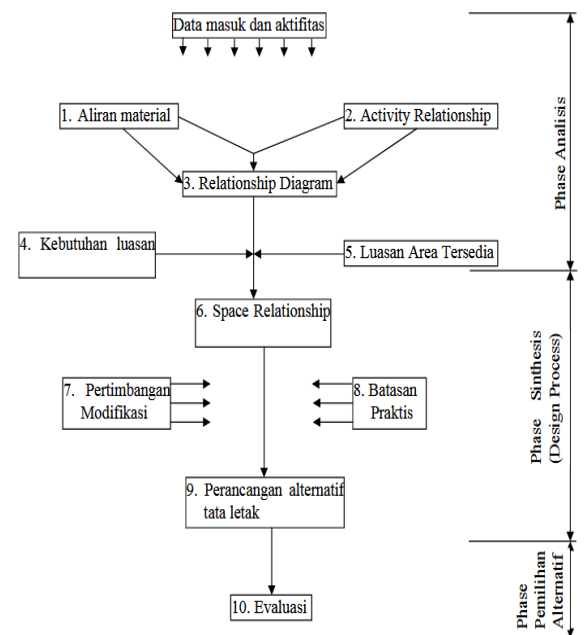 Data masuk dan aktifitas
1. Aliran material
2. Activity Relationship
3. Relationship Diagram
4. Kebutuhan luasan
5. Luasan Area Tersedia
6. Space Relationship
7. Pertimbangan
Modifikasi
8. Batasan
Praktis
9. Perancangan alternatif
tata letak
10. Evaluasi
Phase Analisis
Phase Sinthesis
(Design Process)
Phase
Pemilihan
Alternatif